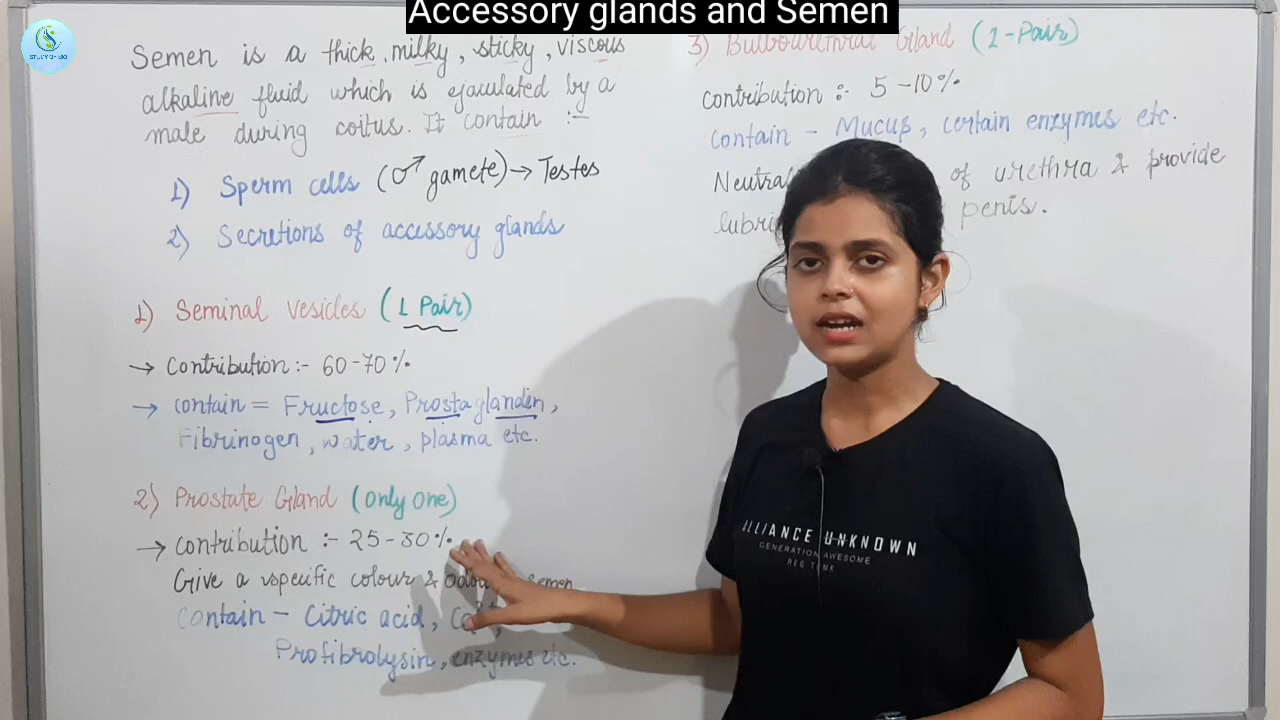 Accessory glands and Semen
Semen is a thick, milky, sticky, viscous
alkaline fluid which is ejaculated by a
male during coitus. It contain :-
1) Sperm cells (♂ gamete) → Testes
2) Secretions of accessory glands
1) Seminal vesicles (1 Pair)
→ Contribution :- 60-70%
→ contain = Fructose, Prostaglandin,
Fibrinogen, water, plasma etc.
2) Prostate Gland (only one)
→ Contribution :- 25-30%
Give a specific colour & semen
Contain - Citric acid,
Profibrolysin, enzymes etc.
3) Bulbourethral Gland (1-Pair)
Contribution :- 5-10%
contain - Mucus, certain enzymes etc.
of urethra & provide
penis.
ALLIANCE UNKNOWN
GENERATION AWESOME